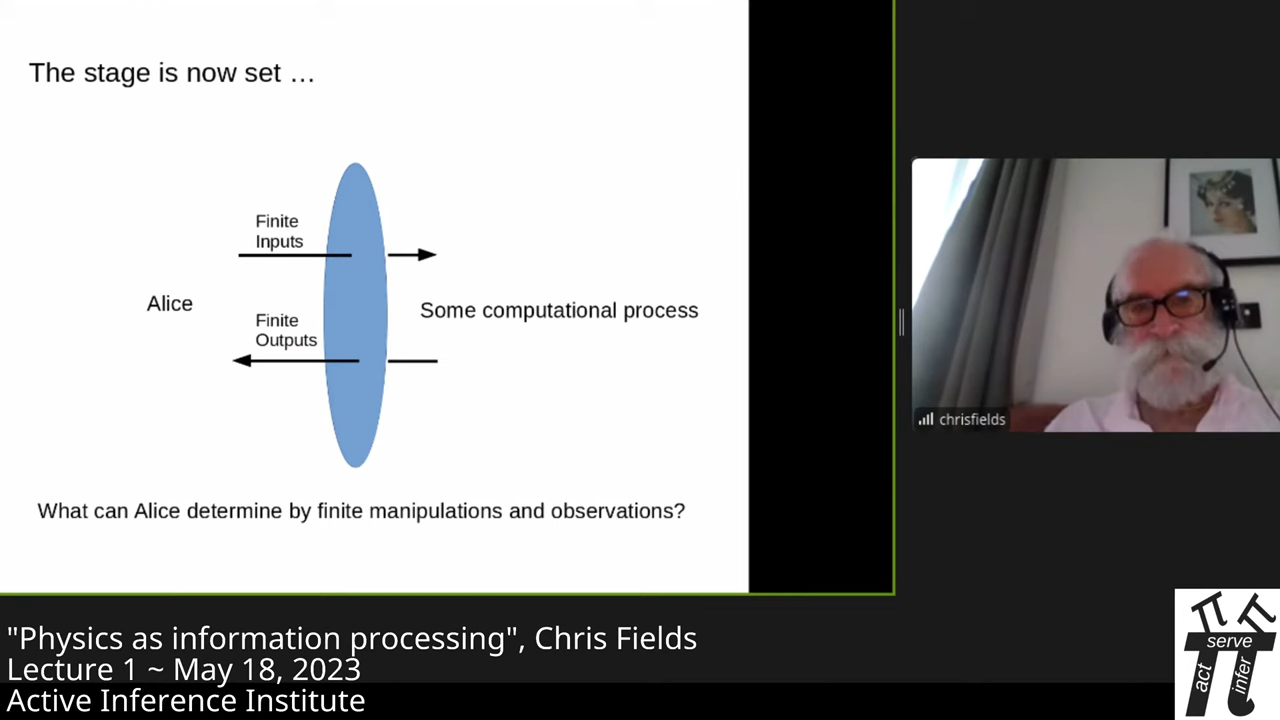 The stage is now set …
Finite
Inputs
Alice
Some computational process
Finite
Outputs
What can Alice determine by finite manipulations and observations?
chrisfields
"Physics as information processing", Chris Fields
Lecture 1 ~ May 18, 2023
Active Inference Institute
serve
act
infer